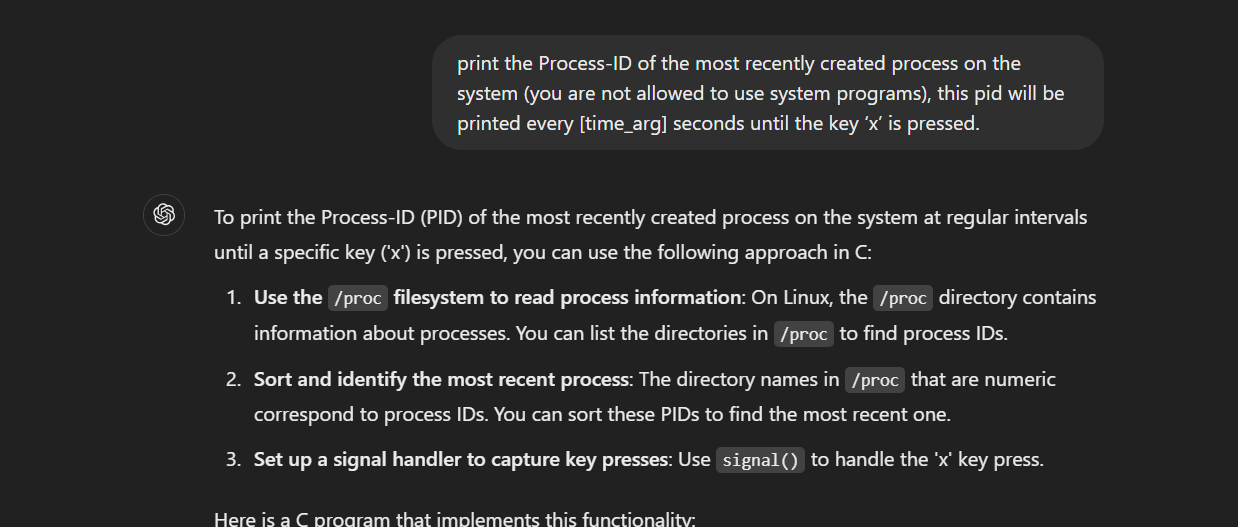 print the Process-ID of the most recently created process on the
system (you are not allowed to use system programs), this pid will be
printed every [time_arg] seconds until the key ‘x’ is pressed.
To print the Process-ID (PID) of the most recently created process on the system at regular intervals
until a specific key ('x') is pressed, you can use the following approach in C:
1. Use the /proc filesystem to read process information: On Linux, the /proc directory contains
information about processes. You can list the directories in /proc to find process IDs.
2. Sort and identify the most recent process: The directory names in /proc that are numeric
correspond to process IDs. You can sort these PIDs to find the most recent one.
3. Set up a signal handler to capture key presses: Use signal() to handle the 'x' key press.
Here is a C program that implements this functionality: